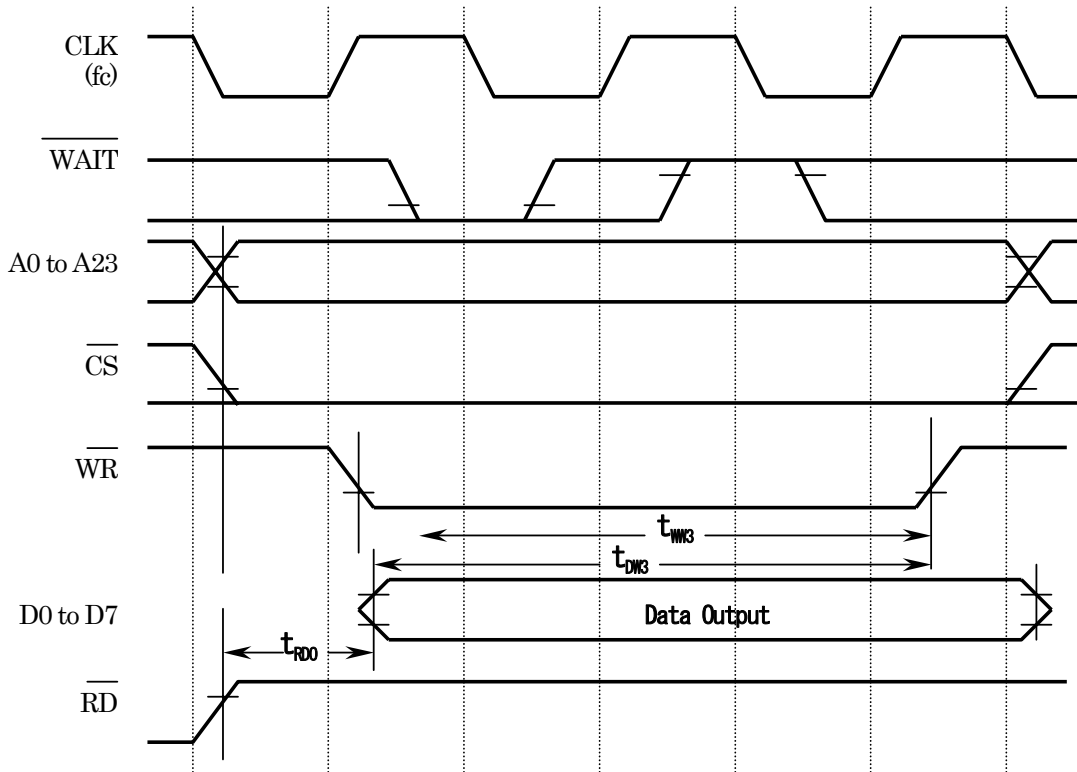 CLK
(fc)
WAIT
A0 to A23
CS
WR
tWW3
tDW3
D0 to D7
Data Output
tRD0
RD